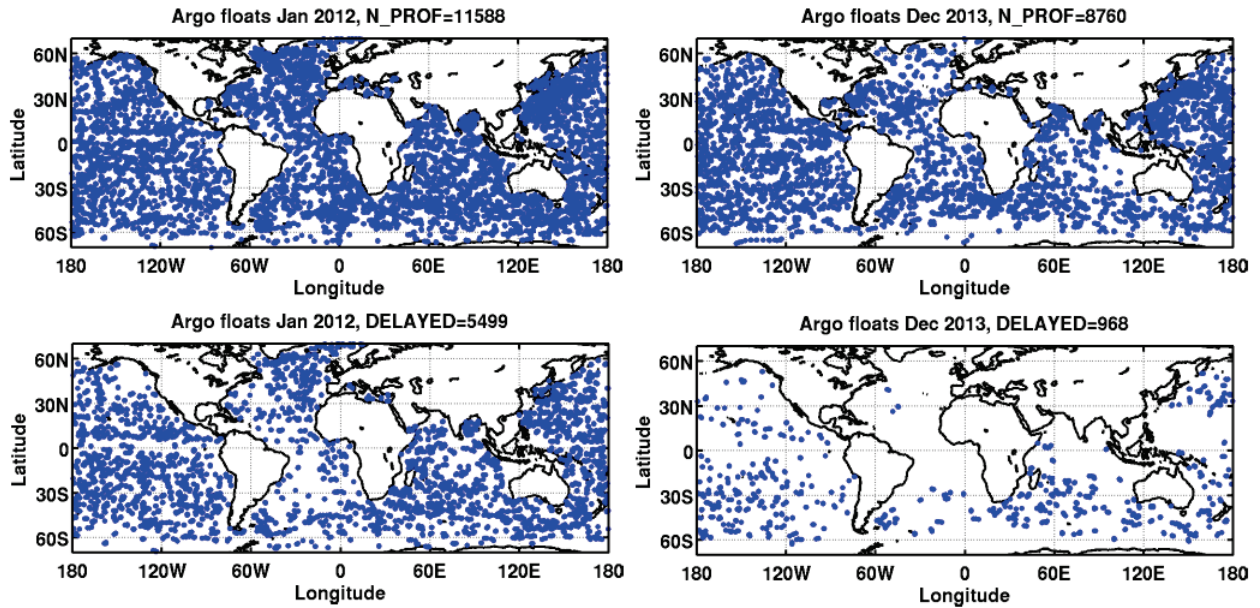 Argo floats Jan 2012, N_PROF=11588
60N
30N
0
30S
60S
Latitude
180 120W 60W 0 60E 120E 180
Longitude
Argo floats Dec 2013, N_PROF=8760
60N
30N
0
30S
60S
Latitude
180 120W 60W 0 60E 120E 180
Longitude
Argo floats Jan 2012, DELAYED=5499
60N
30N
0
30S
60S
Latitude
180 120W 60W 0 60E 120E 180
Longitude
Argo floats Dec 2013, DELAYED=968
60N
30N
0
30S
60S
Latitude
180 120W 60W 0 60E 120E 180
Longitude